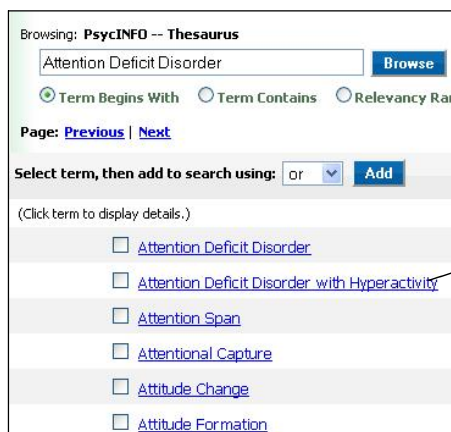 Browsing: PsycINFO -- Thesaurus
Attention Deficit Disorder Browse
Term Begins With Term Contains Relevancy Ra
Page: Previous | Next
Select term, then add to search using: or Add
(Click term to display details.)
Attention Deficit Disorder
Attention Deficit Disorder with Hyperactivity
Attention Span
Attentional Capture
Attitude Change
Attitude Formation